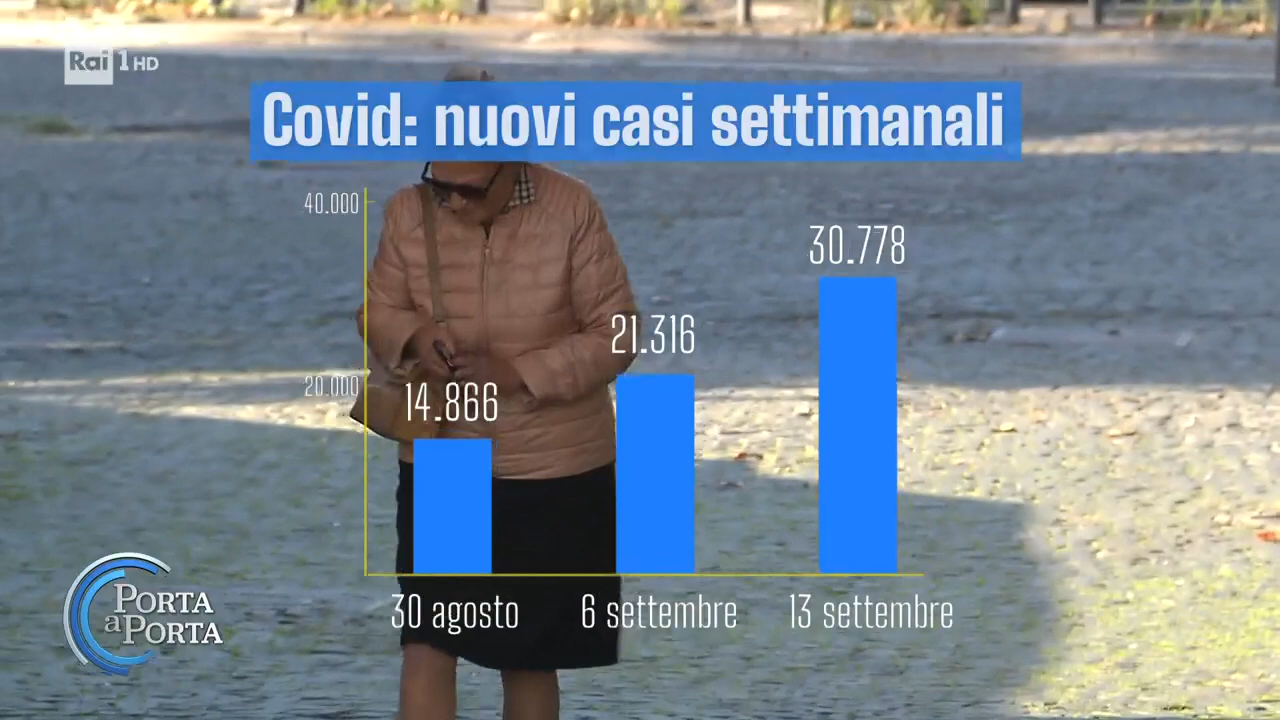 Rai 1 HD
Covid: nuovi casi settimanali
40.000
30.778
21.316
20.000
14.866
30 agosto
6 settembre
13 settembre
PORTA
a PORTA